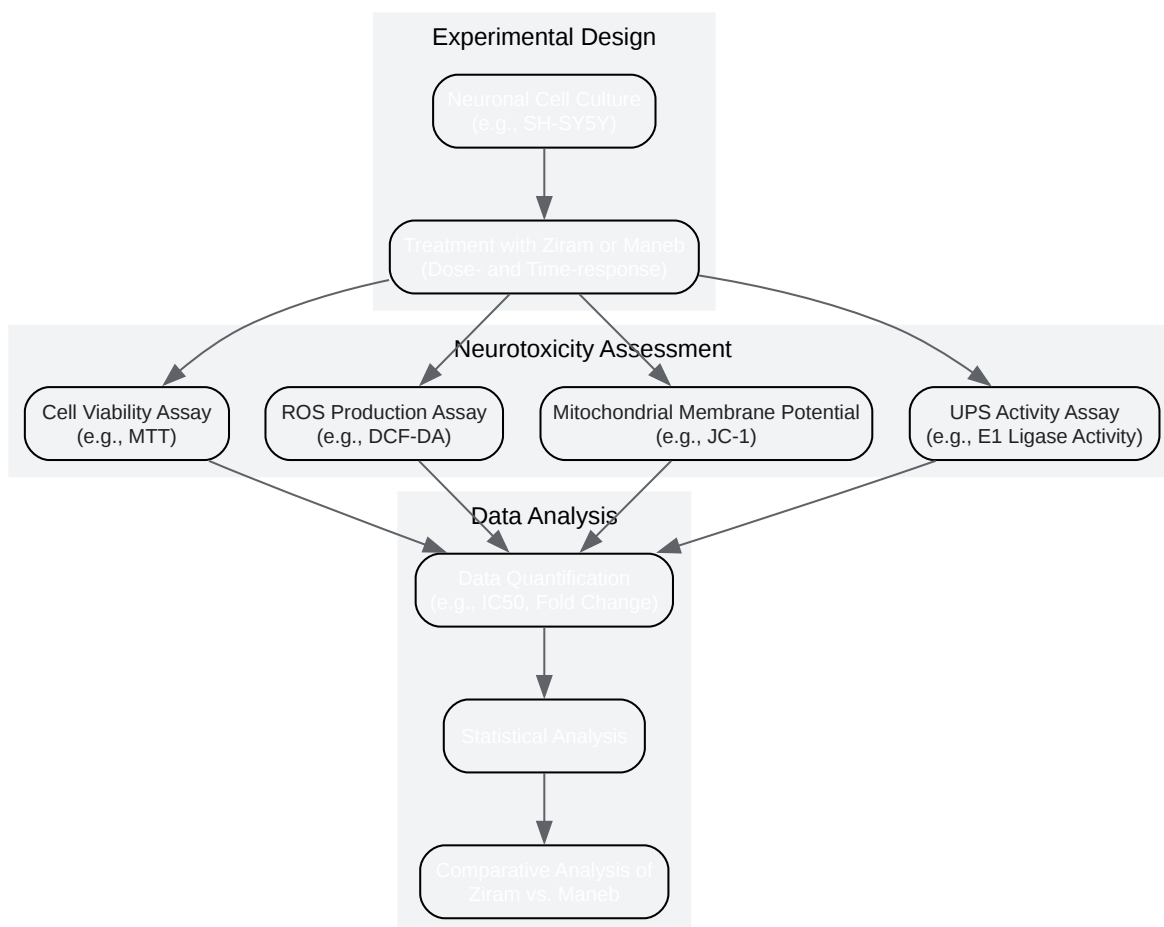 Experimental Design
Neuronal Cell Culture
(e.g., SH-SY5Y)
Treatment with Ziram or Maneb
(Dose- and Time-response)
Neurotoxicity Assessment
Cell Viability Assay
(e.g., MTT)
ROS Production Assay
(e.g., DCF-DA)
Mitochondrial Membrane Potential
(e.g., JC-1)
UPS Activity Assay
(e.g., E1 Ligase Activity)
Data Analysis
Data Quantification
(e.g., IC50, Fold Change)
Statistical Analysis
Comparative Analysis of
Ziram vs. Maneb